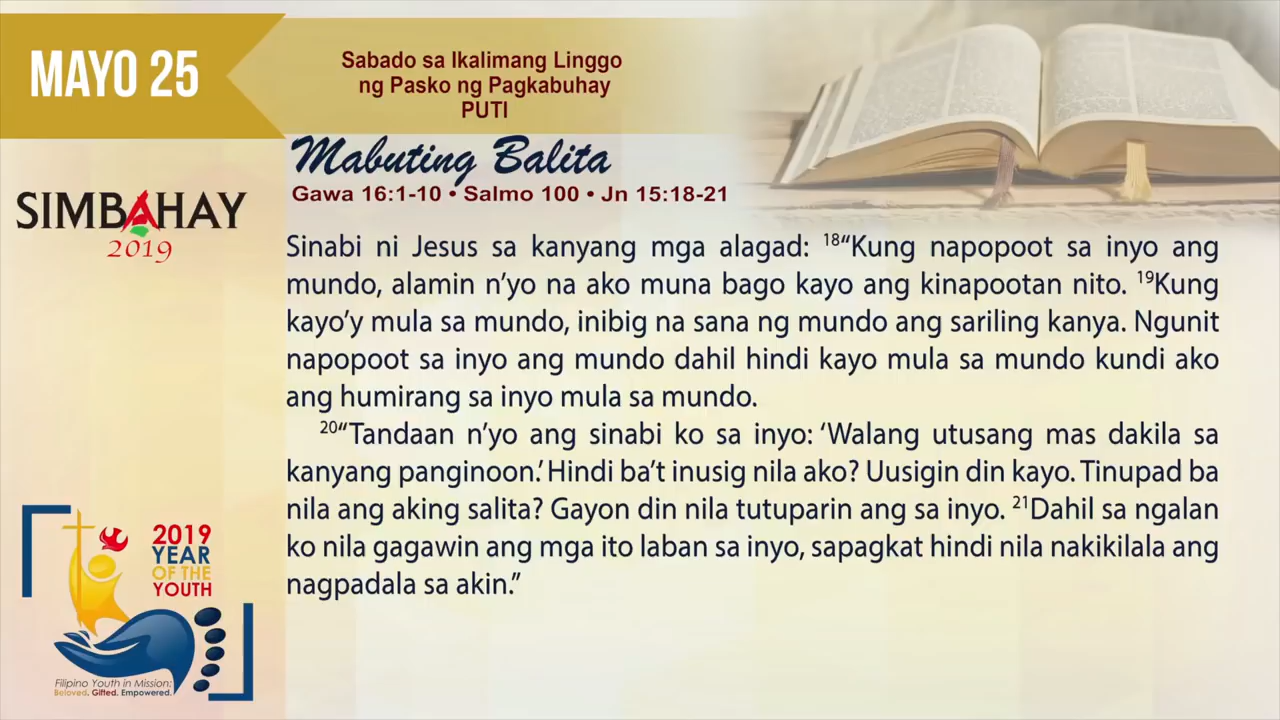 MAYO 25
Sabado sa Ikalimang Linggo
ng Pasko ng Pagkabuhay
PUTI
Mabuting Balita
Gawa 16:1-10 • Salmo 100 • Jn 15:18-21
SIMBAHAY
2019
Sinabi ni Jesus sa kanyang mga alagad: 18“Kung napopoot sa inyo ang
mundo, alamin n’yo na ako muna bago kayo ang kinapootan nito. 19Kung
kayo’y mula sa mundo, inibig na sana ng mundo ang sariling kanya. Ngunit
napopoot sa inyo ang mundo dahil hindi kayo mula sa mundo kundi ako
ang humirang sa inyo mula sa mundo.
20“Tandaan n’yo ang sinabi ko sa inyo: ‘Walang utusang mas dakila sa
kanyang panginoon.’ Hindi ba’t inusig nila ako? Uusigin din kayo. Tinupad ba
nila ang aking salita? Gayon din nila tutuparin ang sa inyo. 21Dahil sa ngalan
ko nila gagawin ang mga ito laban sa inyo, sapagkat hindi nila nakikilala ang
nagpadala sa akin.”
2019
YEAR
OF THE
YOUTH
Filipino Youth in Mission:
Beloved. Gifted. Empowered.